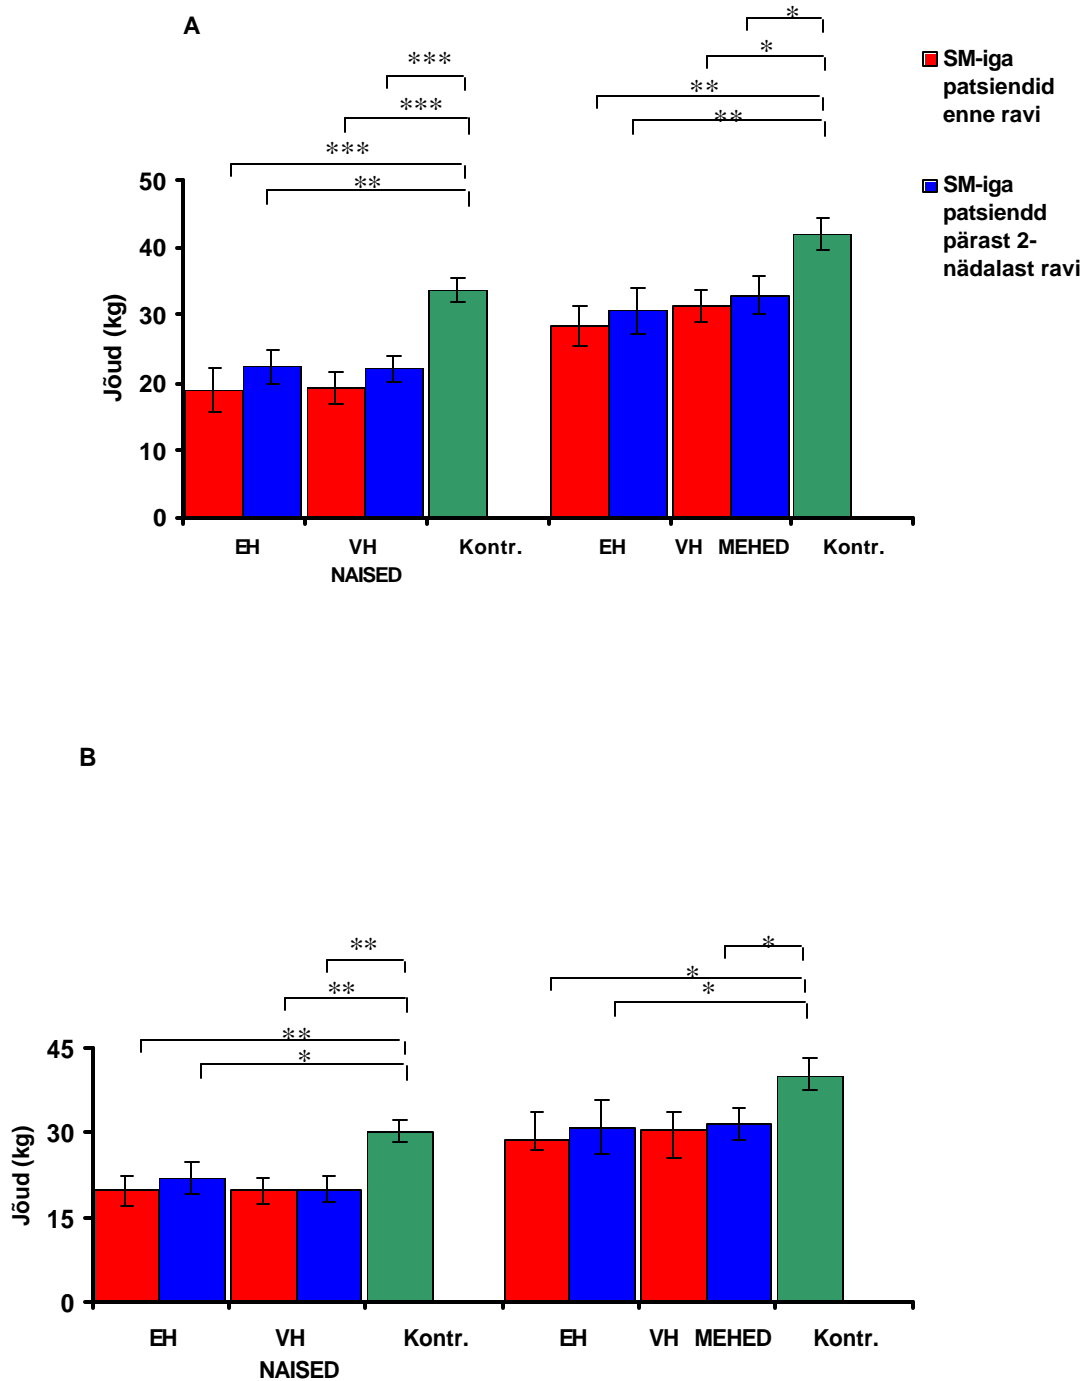 A
*
***
*
***
**
***
**
**
SM-iga
patsiendid
enne ravi
SM-iga
patsiendd
pärast 2-
nädalast ravi
Jõud (kg)
50
40
30
20
10
0
EH
VH
Kontr.
EH
VH
MEHED
Kontr.
NAISED
B
**
*
**
*
**
*
*
Jõud (kg)
45
30
15
0
EH
VH
Kontr.
EH
VH
MEHED
Kontr.
NAISED